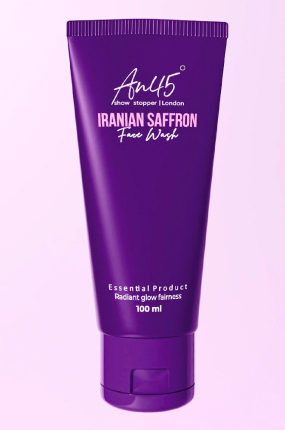 An45°
show stopper | London
IRANIAN SAFFRON
Face Wash
Essential Product
Radiant glow fairness
100 ml